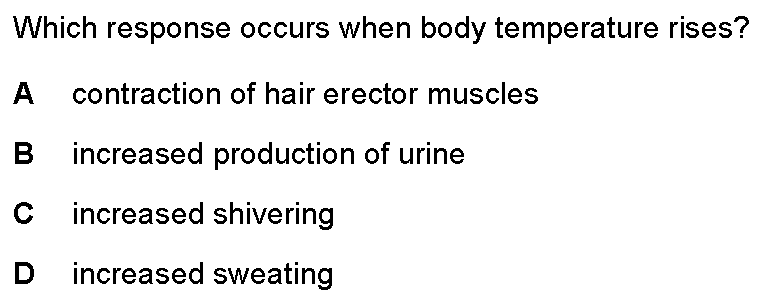 Which response occurs when body temperature rises?
A contraction of hair erector muscles
B increased production of urine
C increased shivering
D increased sweating